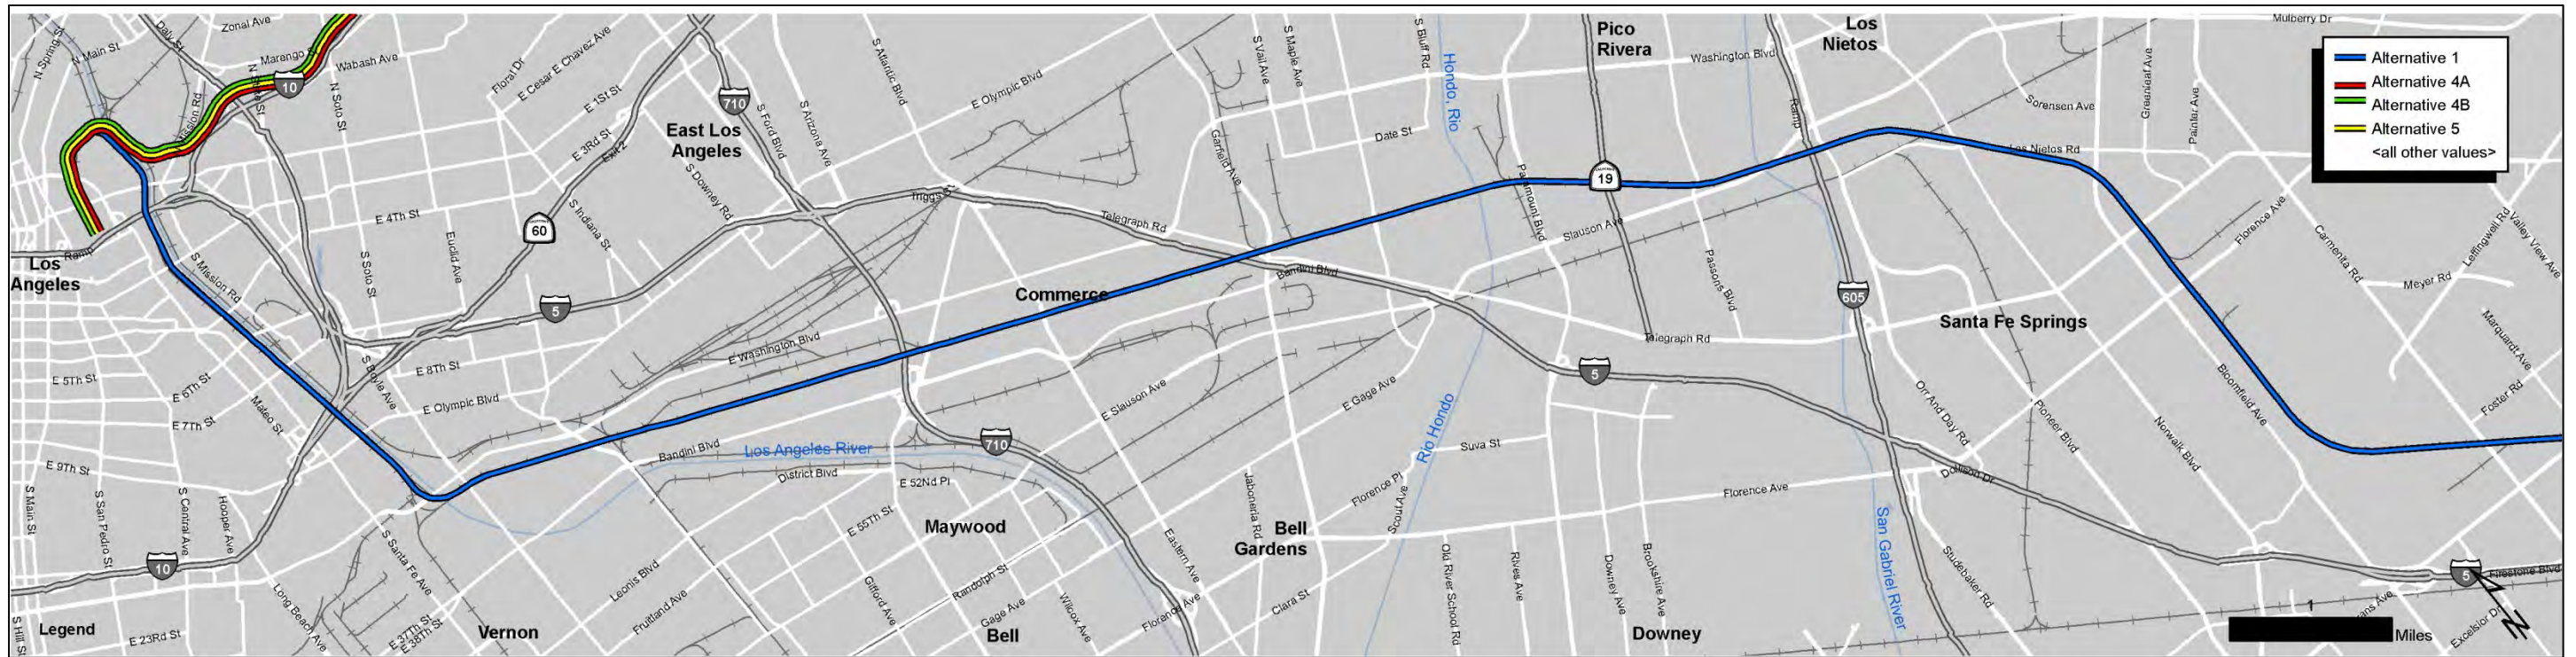 Zonal Ave
Daly St
N Spring St
N Main St
Marango St
Wabash Ave
10
N State St
N Soto St
Mission Rd
Floral Dr
E Cesar E Chavez Ave
E 1St St
E 3Rd St
Exit 2
710
S Ford Blvd
S Arizona Ave
S Atlantic Blvd
E Olympic Blvd
East Los
Angeles
S Downey Rd
S Indiana St
E 4Th St
60
Euclid Ave
S Soto St
S Mission Rd
Ramp
Los
Angeles
5
Triggs St
Telegraph Rd
Garfield Ave
S Vail Ave
S Maple Ave
S Bluff Rd
Date St
Hondo, Rio
Pico
Rivera
Washington Blvd
Los
Nietos
Ramp
Mulberry Dr
Greenleaf Ave
Painter Ave
Sorenson Ave
Los Nietos Rd
19
Paramount Blvd
Slauson Ave
Passons Blvd
Bandini Blvd
Commerce
605
Santa Fe Springs
Telegraph Rd
5
Florence Ave
Carmenita Rd
Leffingwell Rd
Valley View Ave
Meyer Rd
Marquardt Ave
Foster Rd
Bloomfield Ave
Norwalk Blvd
Pioneer Blvd
Orr And Day Rd
E Washington Blvd
E 8Th St
E Olympic Blvd
S Boyle Ave
E 5Th St
E 6Th St
E 7Th St
Mateo St
E 9Th St
S Main St
S San Pedro St
S Central Ave
Hooper Ave
10
S Hill St
E 23Rd St
Long Beach Ave
S Santa Fe Ave
E 37Th St
E 38Th St
Vernon
Leonis Blvd
Fruitland Ave
Bandini Blvd
Los Angeles River
District Blvd
E 52Nd Pl
E 55Th St
710
Maywood
Gifford Ave
Randolph St
Gage Ave
Bell
Wilcox Ave
Florence Ave
Eastern Ave
E Slauson Ave
E Gage Ave
Jaboneria Rd
Bell
Gardens
Clara St
Florence Pl
Scout Ave
Rio Hondo
Suva St
Old River School Rd
Rives Ave
Downey Ave
Brookshire Ave
Downey
Florence Ave
San Gabriel River
Studebaker Rd
Dollison Dr
5
Firestone Blvd
Excelsior Dr
N
1
Miles
Legend
Alternative 1
Alternative 4A
Alternative 4B
Alternative 5
<all other values>